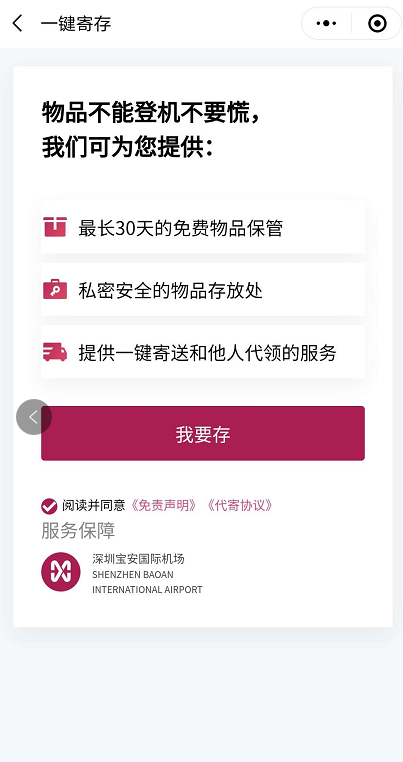 一键寄存
物品不能登机不要慌，
我们可为您提供：
最长30天的免费物品保管
私密安全的物品存放处
提供一键寄送和他人代领的服务
我要存
阅读并同意《免责声明》《代寄协议》
服务保障
深圳宝安国际机场
SHENZHEN BAOAN
INTERNATIONAL AIRPORT